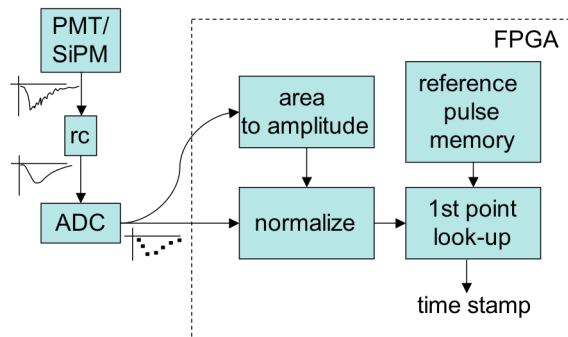 PMT/
SiPM
FPGA
rc
ADC
area
to amplitude
reference
pulse
memory
normalize
1st point
look-up
time stamp